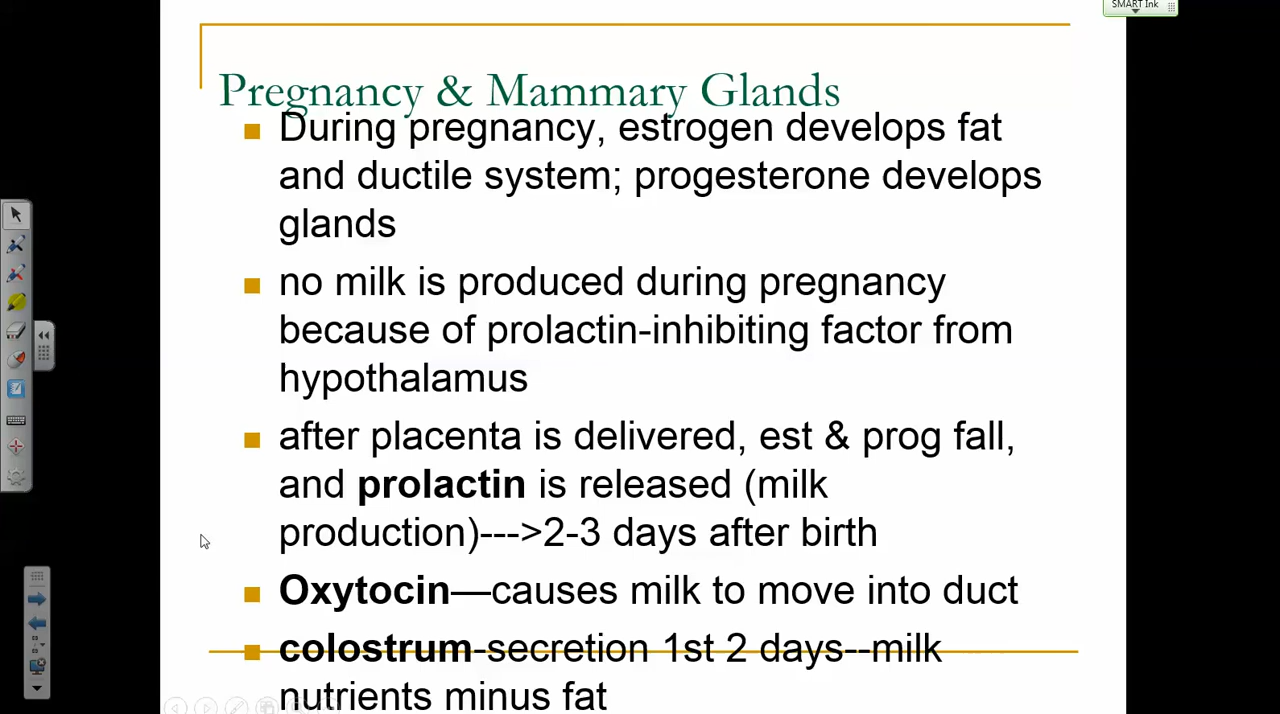 SMART Ink
Pregnancy & Mammary Glands
During pregnancy, estrogen develops fat
and ductile system; progesterone develops
glands
no milk is produced during pregnancy
because of prolactin-inhibiting factor from
hypothalamus
after placenta is delivered, est & prog fall,
and prolactin is released (milk
production)--->2-3 days after birth
Oxytocin—causes milk to move into duct
colostrum-secretion 1st 2 days--milk
nutrients minus fat